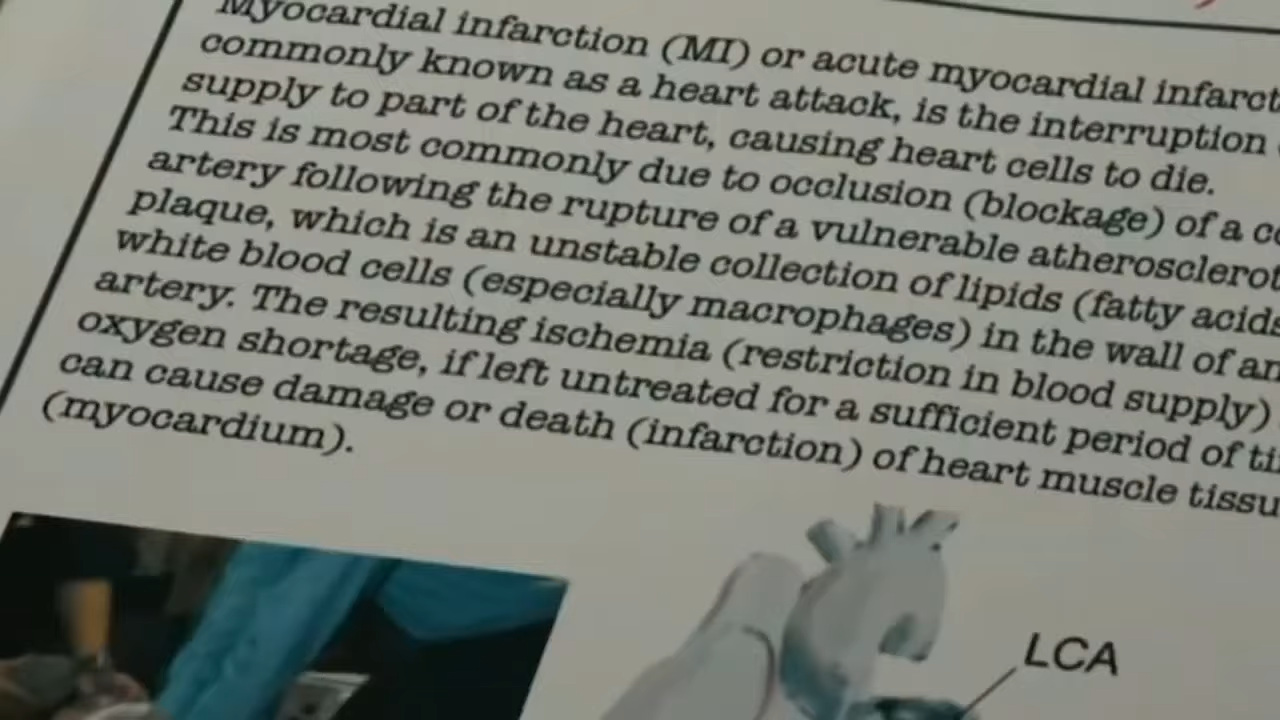 Myocardial infarction (MI) or acute myocardial infarct
commonly known as a heart attack, is the interruption
supply to part of the heart, causing heart cells to die.
This is most commonly due to occlusion (blockage) of a co
artery following the rupture of a vulnerable atherosclerot
plaque, which is an unstable collection of lipids (fatty acids
white blood cells (especially macrophages) in the wall of an
artery. The resulting ischemia (restriction in blood supply)
oxygen shortage, if left untreated for a sufficient period of ti
can cause damage or death (infarction) of heart muscle tissu
(myocardium).
LCA